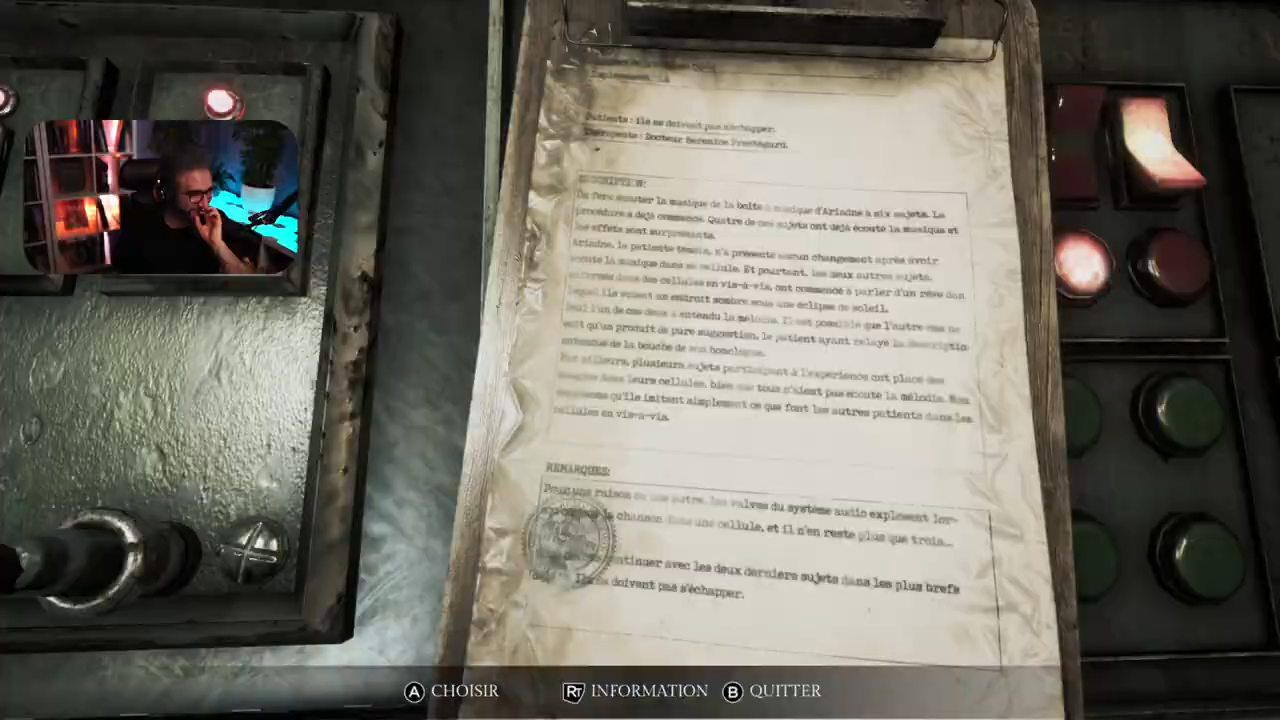 Patients : ils ne doivent pas s'échapper.
Thérapeute : Docteur Bérénice
DESCRIPTION:
écouter la musique de la boîte à musique d'Ariadne à six sujets. La
procédure a déjà commencé. Quatre de ces sujets ont déjà écouté la musique et
les effets sont surprenants.
Ariadne, la patiente témoin, n'a présenté aucun changement après avoir
écouté la musique dans sa cellule. Et pourtant, les deux autres sujets,
enfermés dans des cellules en vis-à-vis, ont commencé à parler d'un rêve dans
lequel ils voient un endroit sombre sous une éclipse de soleil.
Seul l'un de ces deux a entendu la mélodie. Il est possible que l'autre cas ne
soit qu'un produit de pure suggestion, le patient ayant relayé la description
entendue de la bouche de son homologue.
Par ailleurs, plusieurs sujets participant à l'expérience ont placé des
dans leurs cellules, bien que tous n'aient pas écouté la mélodie. Nous
supposons qu'ils imitent simplement ce que font les autres patients dans les
cellules en vis-à-vis.
REMARQUES:
Pour une raison ou une autre, les valves du système audio explosent lors-
la chanson dans une cellule, et il n'en reste plus que trois...
continuer avec les deux derniers sujets dans les plus brefs
Ils ne doivent pas s'échapper.
A CHOISIR
RT INFORMATION
B QUITTER